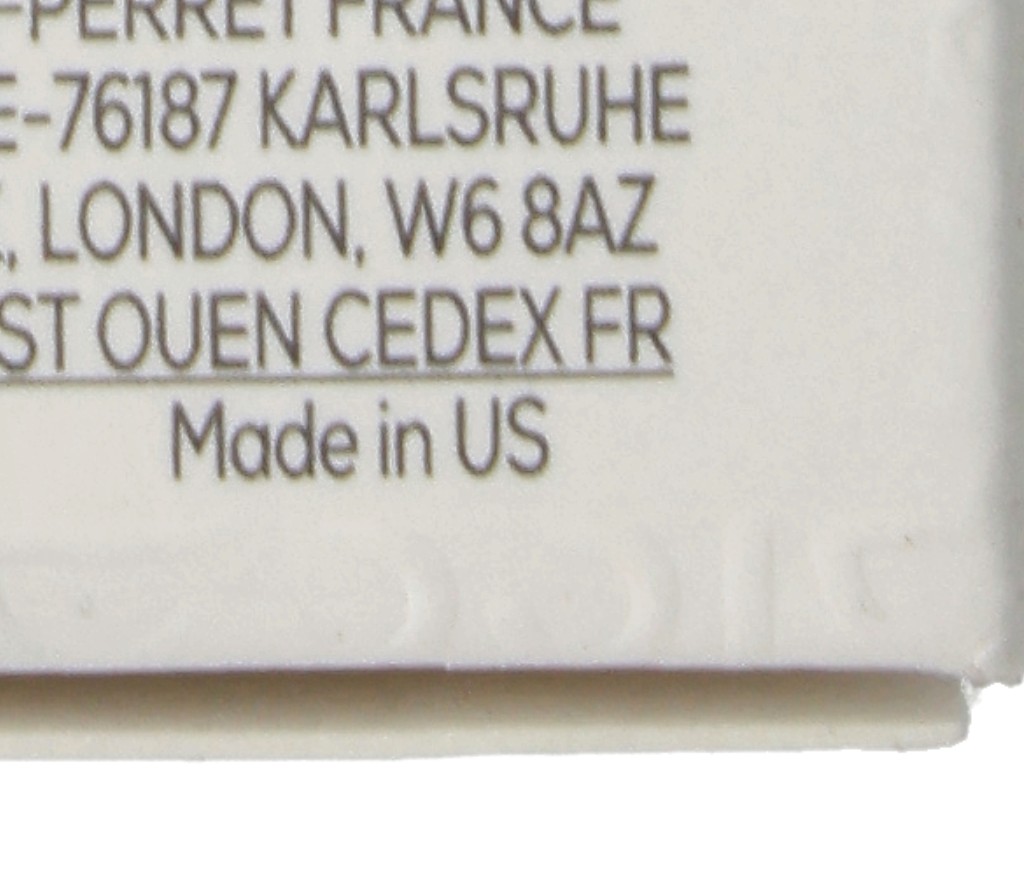 -PERRET FRANCE
E-76187 KARLSRUHE
, LONDON, W6 8AZ
ST OUEN CEDEX FR
Made in US